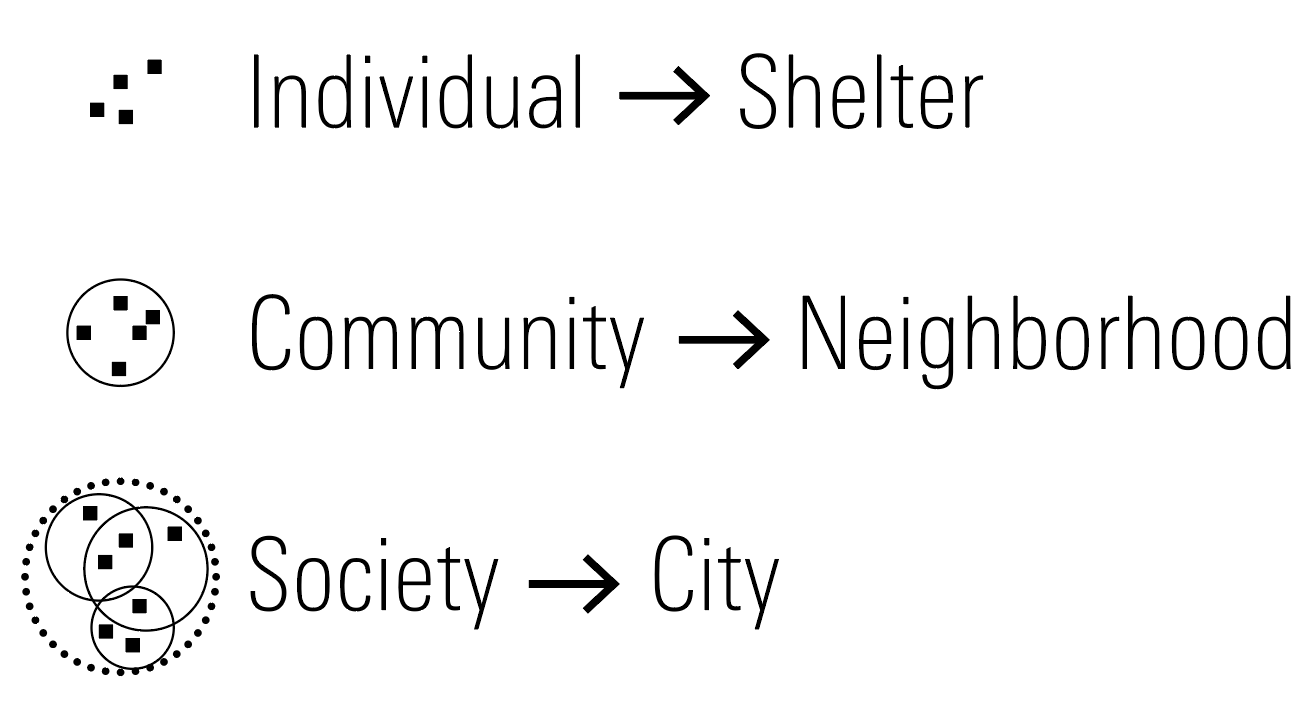 Individual → Shelter
Community → Neighborhood
Society → City